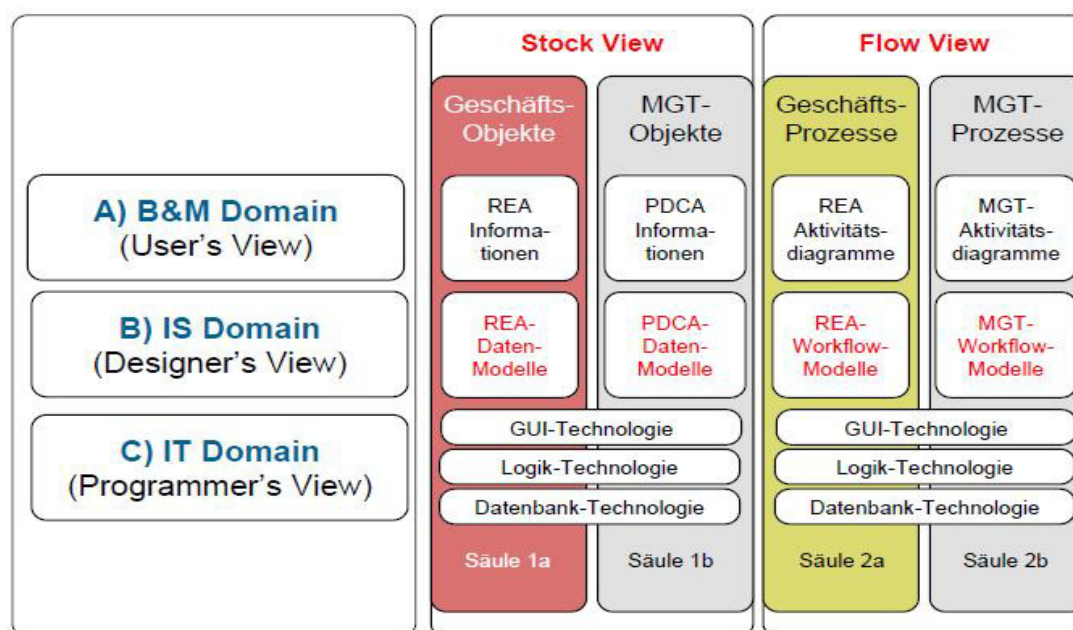 Stock View
Flow View
Geschäfts-
Objekte
MGT-
Objekte
Geschäfts-
Prozesse
MGT-
Prozesse
A) B&M Domain
(User's View)
REA
Informa-
tionen
PDCA
Informa-
tionen
REA
Aktivitäts-
diagramme
MGT-
Aktivitäts-
diagramme
B) IS Domain
(Designer's View)
REA-
Daten-
Modelle
PDCA-
Daten-
Modelle
REA-
Workflow-
Modelle
MGT-
Workflow-
Modelle
C) IT Domain
(Programmer's View)
GUI-Technologie
Logik-Technologie
Datenbank-Technologie
GUI-Technologie
Logik-Technologie
Datenbank-Technologie
Säule 1a
Säule 1b
Säule 2a
Säule 2b